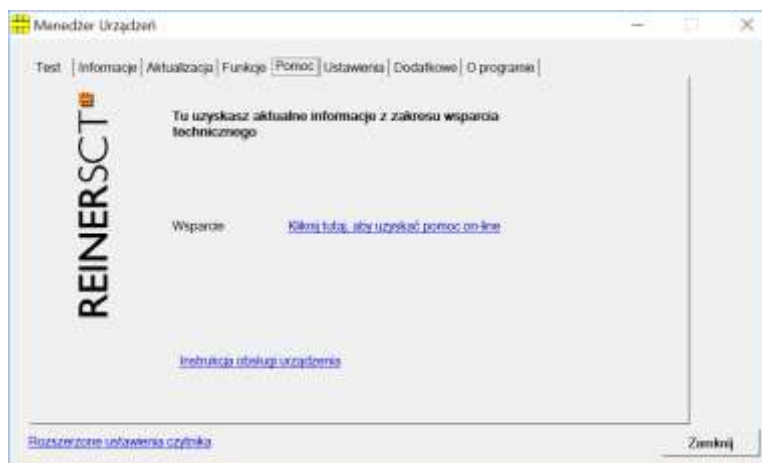 Menedżer Urządzeń
Test Informacje Aktualizacja Funkcje Pomoc Ustawienia Dodatkowe O programie
REINERSCT
Tu uzyskasz aktualne informacje z zakresu wsparcia
technicznego
Wsparcie Kliknij tutaj, aby uzyskać pomoc on-line
Instrukcja obsługi urządzenia
Rozszerzone ustawienia czytnika
Zamknij